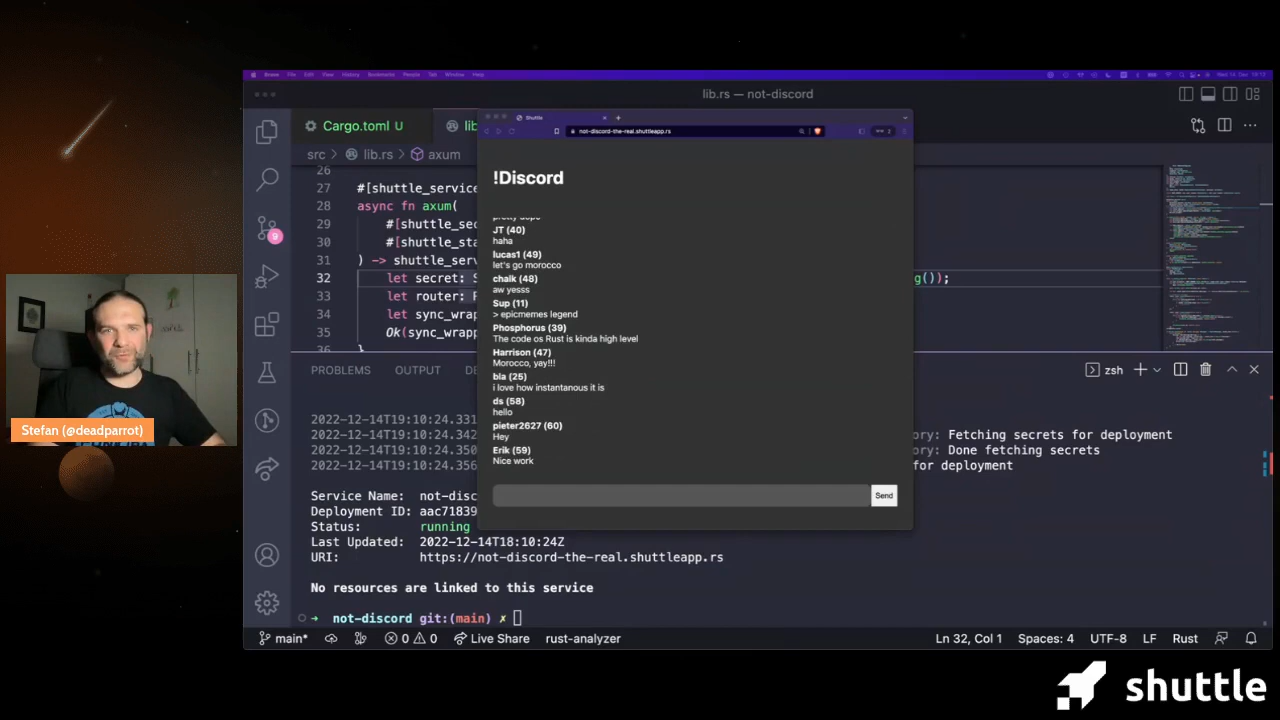 lib.rs — not-discord
Cargo.toml U
lib
src > lib.rs > axum
26
27 #[shuttle_service
28 async fn axum(
29 #[shuttle_sec
30 #[shuttle_sta
31 ) -> shuttle_serv
32 let secret: S
g());
33 let router: R
34 let sync_wrap
35 Ok(sync_wrapp
36 }
Shuttle
not-discord-the-real.shuttleapp.rs
!Discord
JT (40)
haha
lucas1 (49)
let's go morocco
chalk (48)
aw yesss
Sup (11)
> epicmemes legend
Phosphorus (39)
The code os Rust is kinda high level
Harrison (47)
Morocco, yay!!!
bla (25)
i love how instantanous it is
ds (58)
hello
pieter2627 (60)
Hey
Erik (59)
Nice work
Send
PROBLEMS OUTPUT DE
zsh
2022-12-14T19:10:24.331
2022-12-14T19:10:24.342 ory: Fetching secrets for deployment
2022-12-14T19:10:24.350 ory: Done fetching secrets
2022-12-14T19:10:24.356 for deployment
Service Name: not-disc
Deployment ID: aac71839
Status: running
Last Updated: 2022-12-14T18:10:24Z
URI: https://not-discord-the-real.shuttleapp.rs
No resources are linked to this service
not-discord git:(main) ✗
main* 0 0 Live Share rust-analyzer
Ln 32, Col 1 Spaces: 4 UTF-8 LF Rust
9
Stefan (@deadparrot)
shuttle